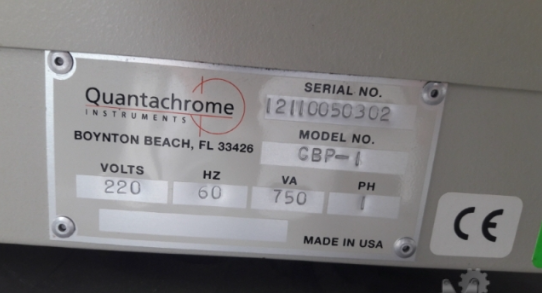 Quantachrome
INSTRUMENTS
BOYNTON BEACH, FL 33426
SERIAL NO.
12110050302
MODEL NO.
GBP-1
VOLTS HZ VA PH
220 60 750 1
MADE IN USA
CE